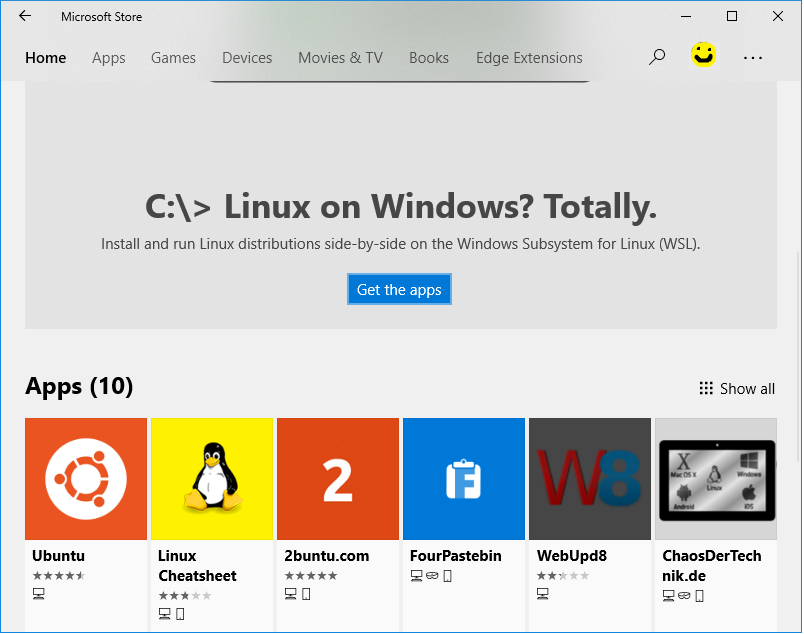 Microsoft Store
Home Apps Games Devices Movies & TV Books Edge Extensions
C:\> Linux on Windows? Totally.
Install and run Linux distributions side-by-side on the Windows Subsystem for Linux (WSL).
Get the apps
Apps (10)
Show all
2
F
W8
X
Mac OS X
Linux
Windows
Android
iOS
Ubuntu
Linux
Cheatsheet
2buntu.com
FourPastebin
WebUpd8
ChaosDerTech
nik.de